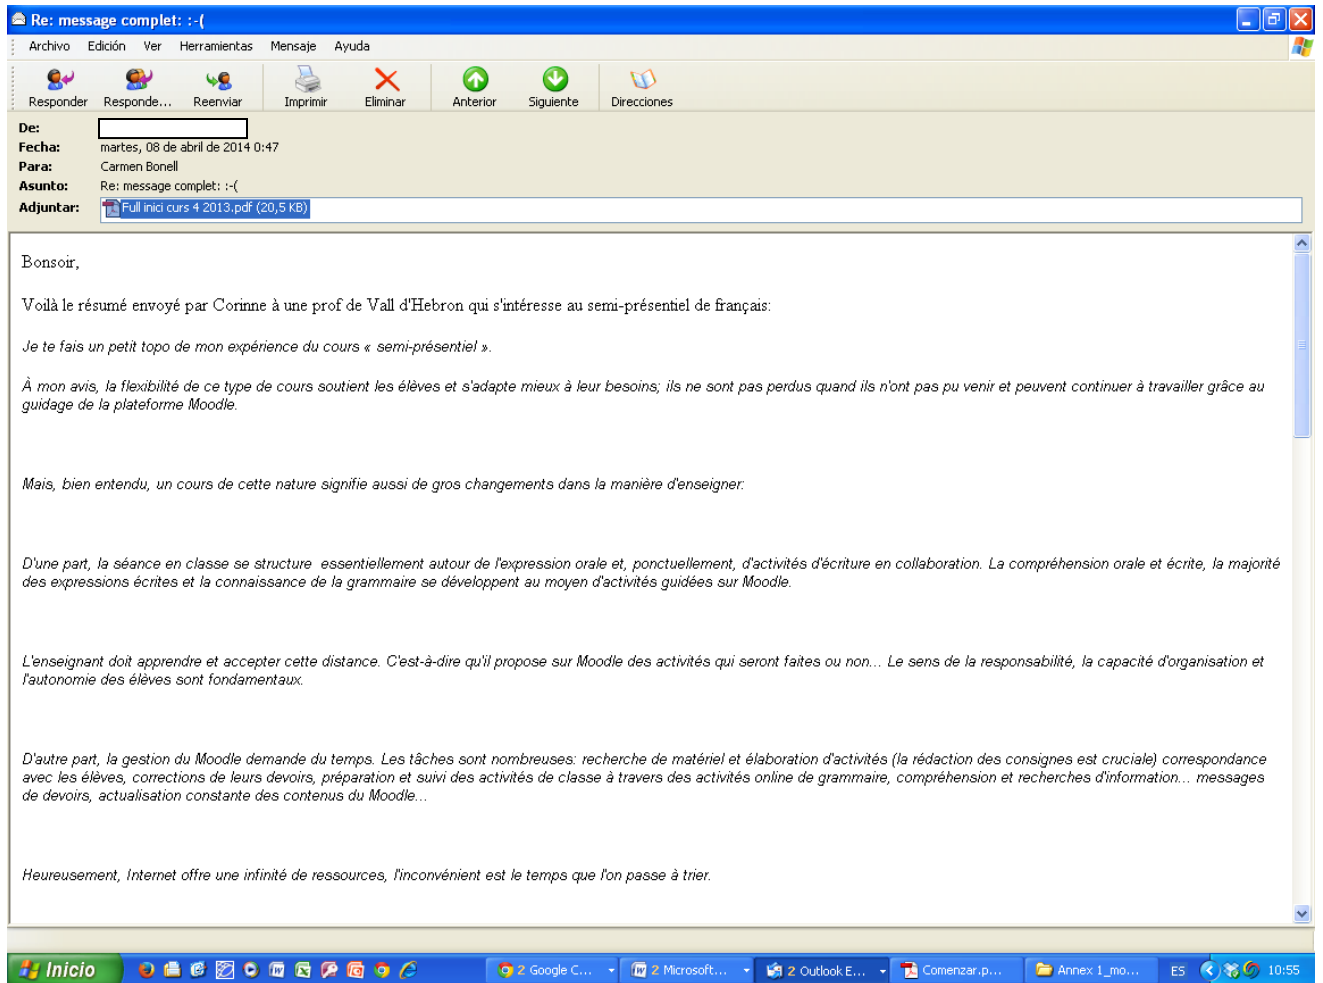 Re: message complet: :-(
Archivo Edición Ver Herramientas Mensaje Ayuda
Responder Responde... Reenviar Imprimir Eliminar Anterior Siguiente Direcciones
De:
Fecha: martes, 08 de abril de 2014 0:47
Para: Carmen Bonell
Asunto: Re: message complet: :-(
Adjuntar: Full inici curs 4 2013.pdf (20,5 KB)
Bonsoir,
Voilà le résumé envoyé par Corinne à une prof de Vall d'Hebron qui s'intéresse au semi-présentiel de français:
Je te fais un petit topo de mon expérience du cours « semi-présentiel ».
À mon avis, la flexibilité de ce type de cours soutient les élèves et s'adapte mieux à leur besoins; ils ne sont pas perdus quand ils n'ont pas pu venir et peuvent continuer à travailler grâce au
guidage de la plateforme Moodle.
Mais, bien entendu, un cours de cette nature signifie aussi de gros changements dans la manière d'enseigner:
D'une part, la séance en classe se structure essentiellement autour de l'expression orale et, ponctuellement, d'activités d'écriture en collaboration. La compréhension orale et écrite, la majorité
des expressions écrites et la connaissance de la grammaire se développent au moyen d'activités guidées sur Moodle.
L'enseignant doit apprendre et accepter cette distance. C'est-à-dire qu'il propose sur Moodle des activités qui seront faites ou non... Le sens de la responsabilité, la capacité d'organisation et
l'autonomie des élèves sont fondamentaux.
D'autre part, la gestion du Moodle demande du temps. Les tâches sont nombreuses: recherche de matériel et élaboration d'activités (la rédaction des consignes est cruciale) correspondance
avec les élèves, corrections de leurs devoirs, préparation et suivi des activités de classe à travers des activités online de grammaire, compréhension et recherches d'information... messages
de devoirs, actualisation constante des contenus du Moodle...
Heureusement, Internet offre une infinité de ressources, l'inconvénient est le temps que l'on passe à trier.
Inicio 2 Google C... 2 Microsoft... 2 Outlook E... Comenzar.p... Annex 1_mo... ES 10:55